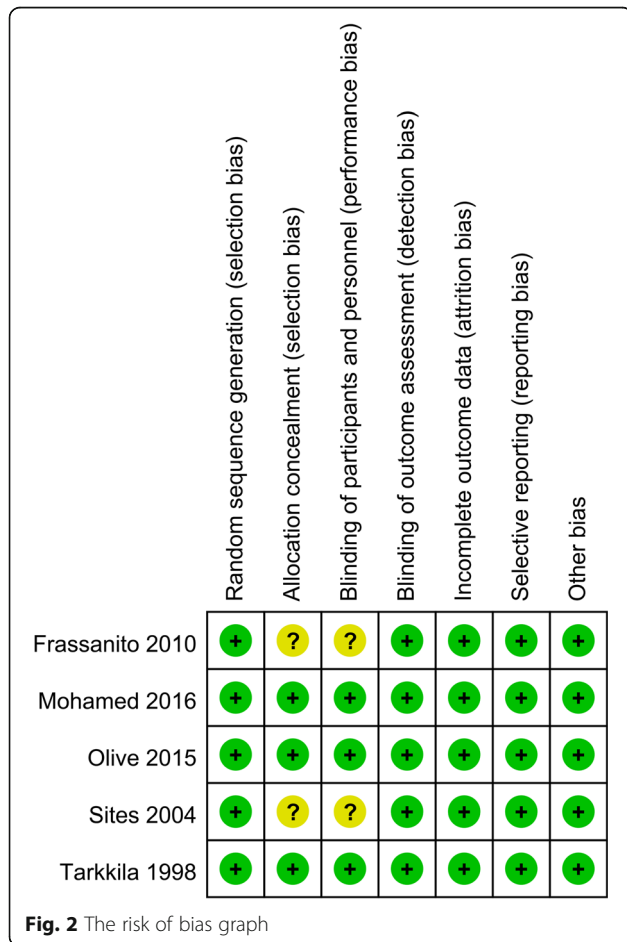 Random sequence generation (selection bias)
Allocation concealment (selection bias)
Blinding of participants and personnel (performance bias)
Blinding of outcome assessment (detection bias)
Incomplete outcome data (attrition bias)
Selective reporting (reporting bias)
Other bias
Frassanito 2010 + ? ? + + + +
Mohamed 2016 + + + + + + +
Olive 2015 + + + + + + +
Sites 2004 + ? ? + + + +
Tarkkila 1998 + + + + + + +
Fig. 2 The risk of bias graph